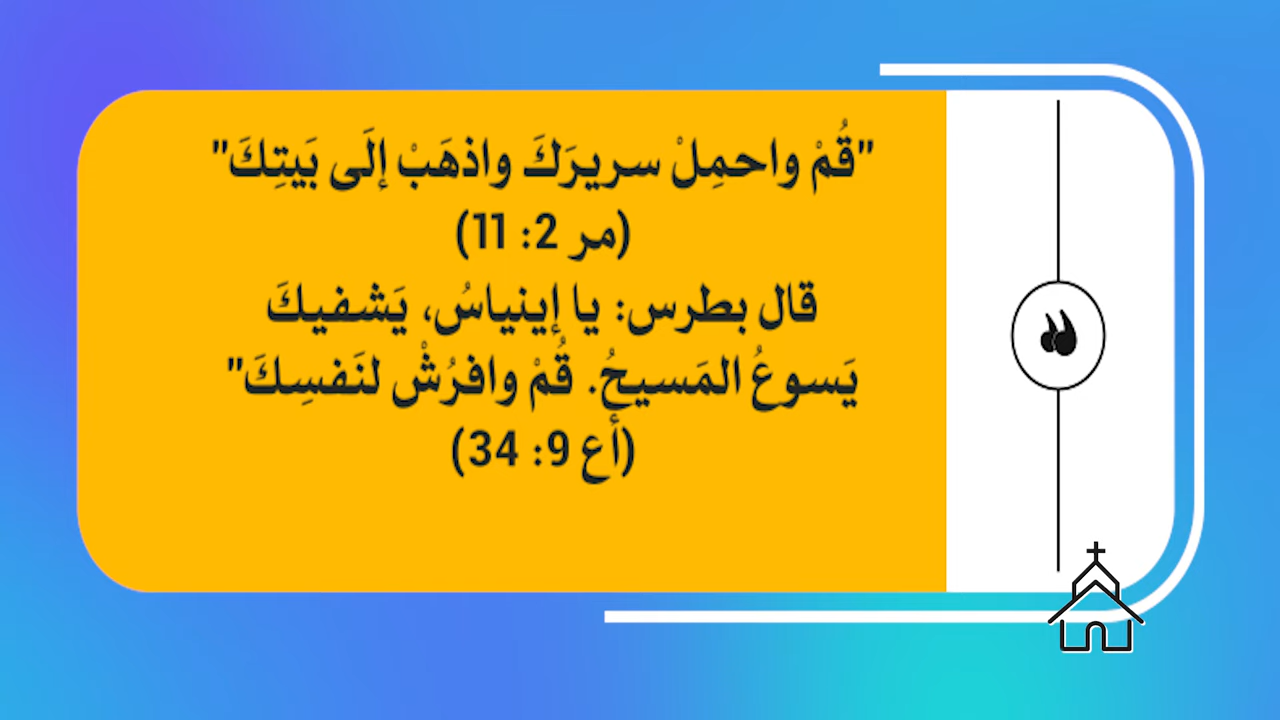 "قُمْ واحمِلْ سريرَكَ واذهَبْ إلَى بَيتِكَ"
(مر 2: 11)
قال بطرس: يا إينياسُ، يَشفيكَ
يَسوعُ المَسيحُ. قُمْ وافرُشْ لنَفسِكَ"
(أع 9: 34)